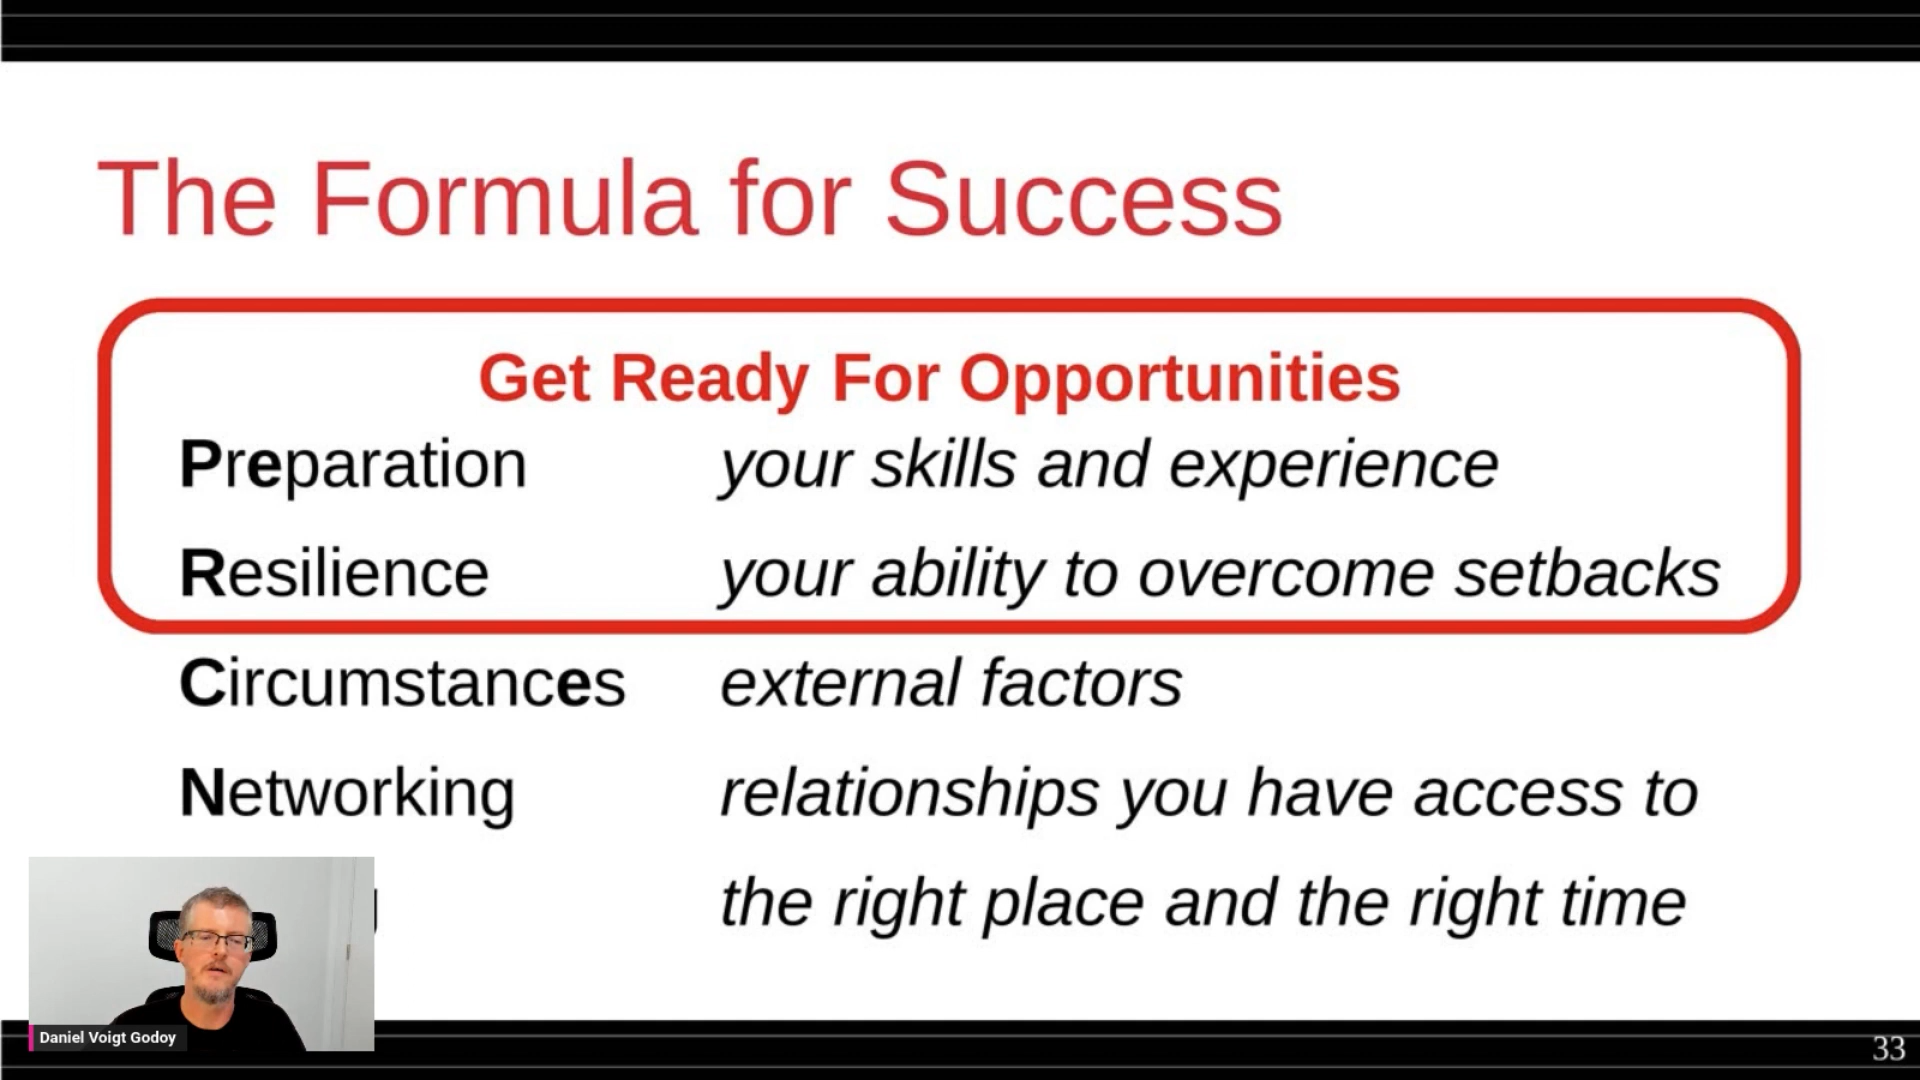 The Formula for Success
Get Ready For Opportunities
Preparation your skills and experience
Resilience your ability to overcome setbacks
Circumstances external factors
Networking relationships you have access to
the right place and the right time
Daniel Voigt Godoy
33